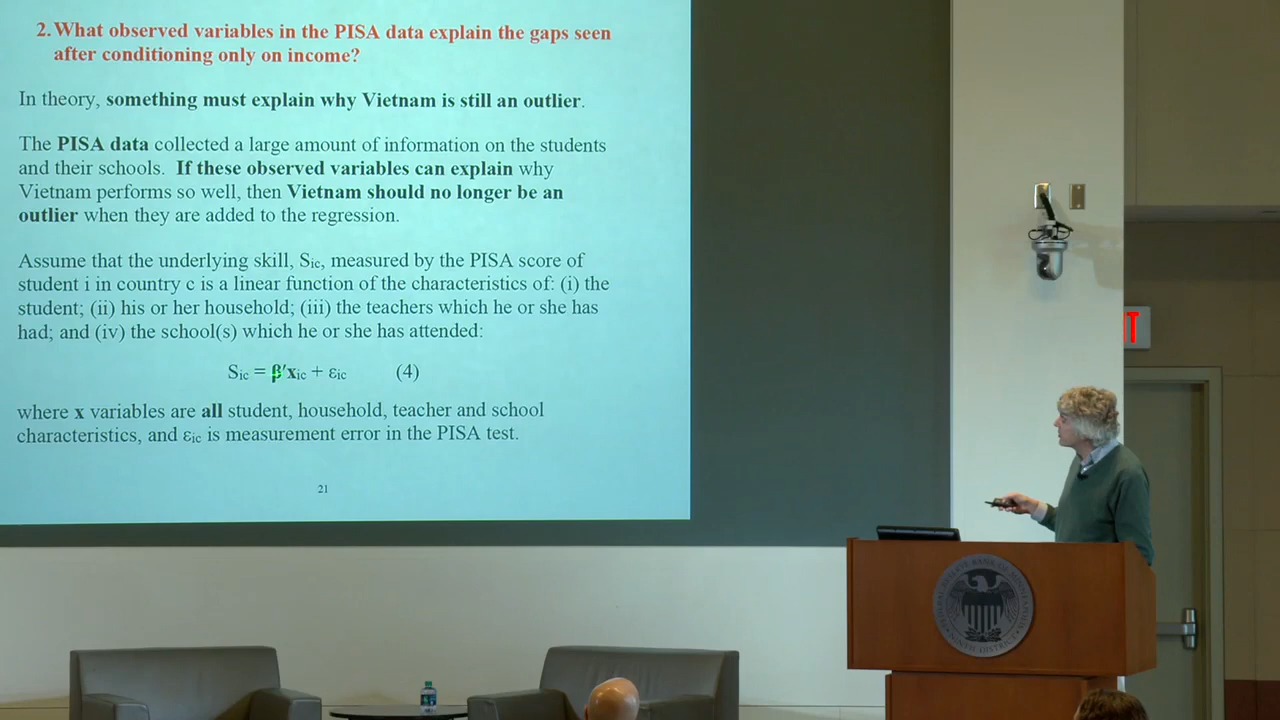 2. What observed variables in the PISA data explain the gaps seen
after conditioning only on income?
In theory, something must explain why Vietnam is still an outlier.
The PISA data collected a large amount of information on the students
and their schools. If these observed variables can explain why
Vietnam performs so well, then Vietnam should no longer be an
outlier when they are added to the regression.
Assume that the underlying skill, Sic, measured by the PISA score of
student i in country c is a linear function of the characteristics of: (i) the
student; (ii) his or her household; (iii) the teachers which he or she has
had; and (iv) the school(s) which he or she has attended:
Sic = β′xic + εic (4)
where x variables are all student, household, teacher and school
characteristics, and εic is measurement error in the PISA test.
21